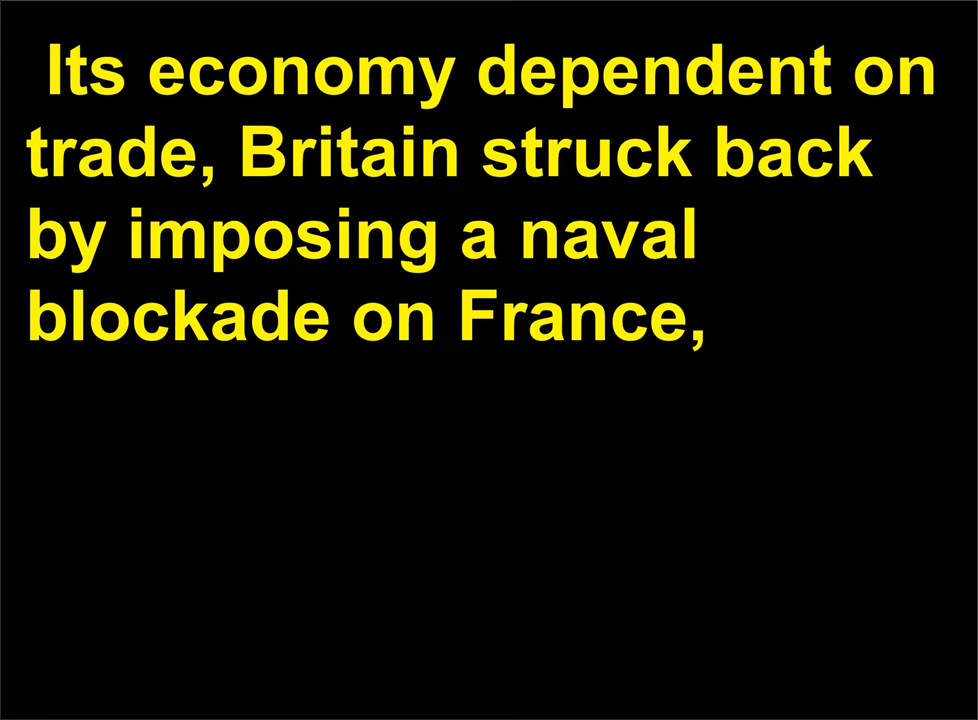 Its economy dependent on
trade, Britain struck back
by imposing a naval
blockade on France,